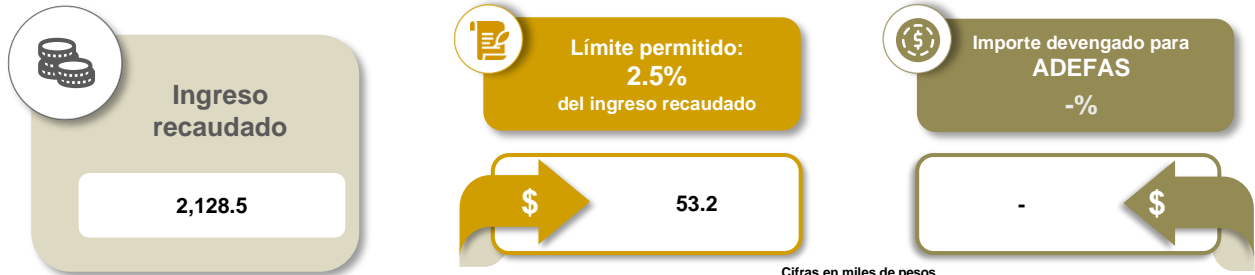 Ingreso
recaudado
2,128.5
Límite permitido:
2.5%
del ingreso recaudado
$ 53.2
Importe devengado para
ADEFAS
-%
- $
Cifras en miles de pesos